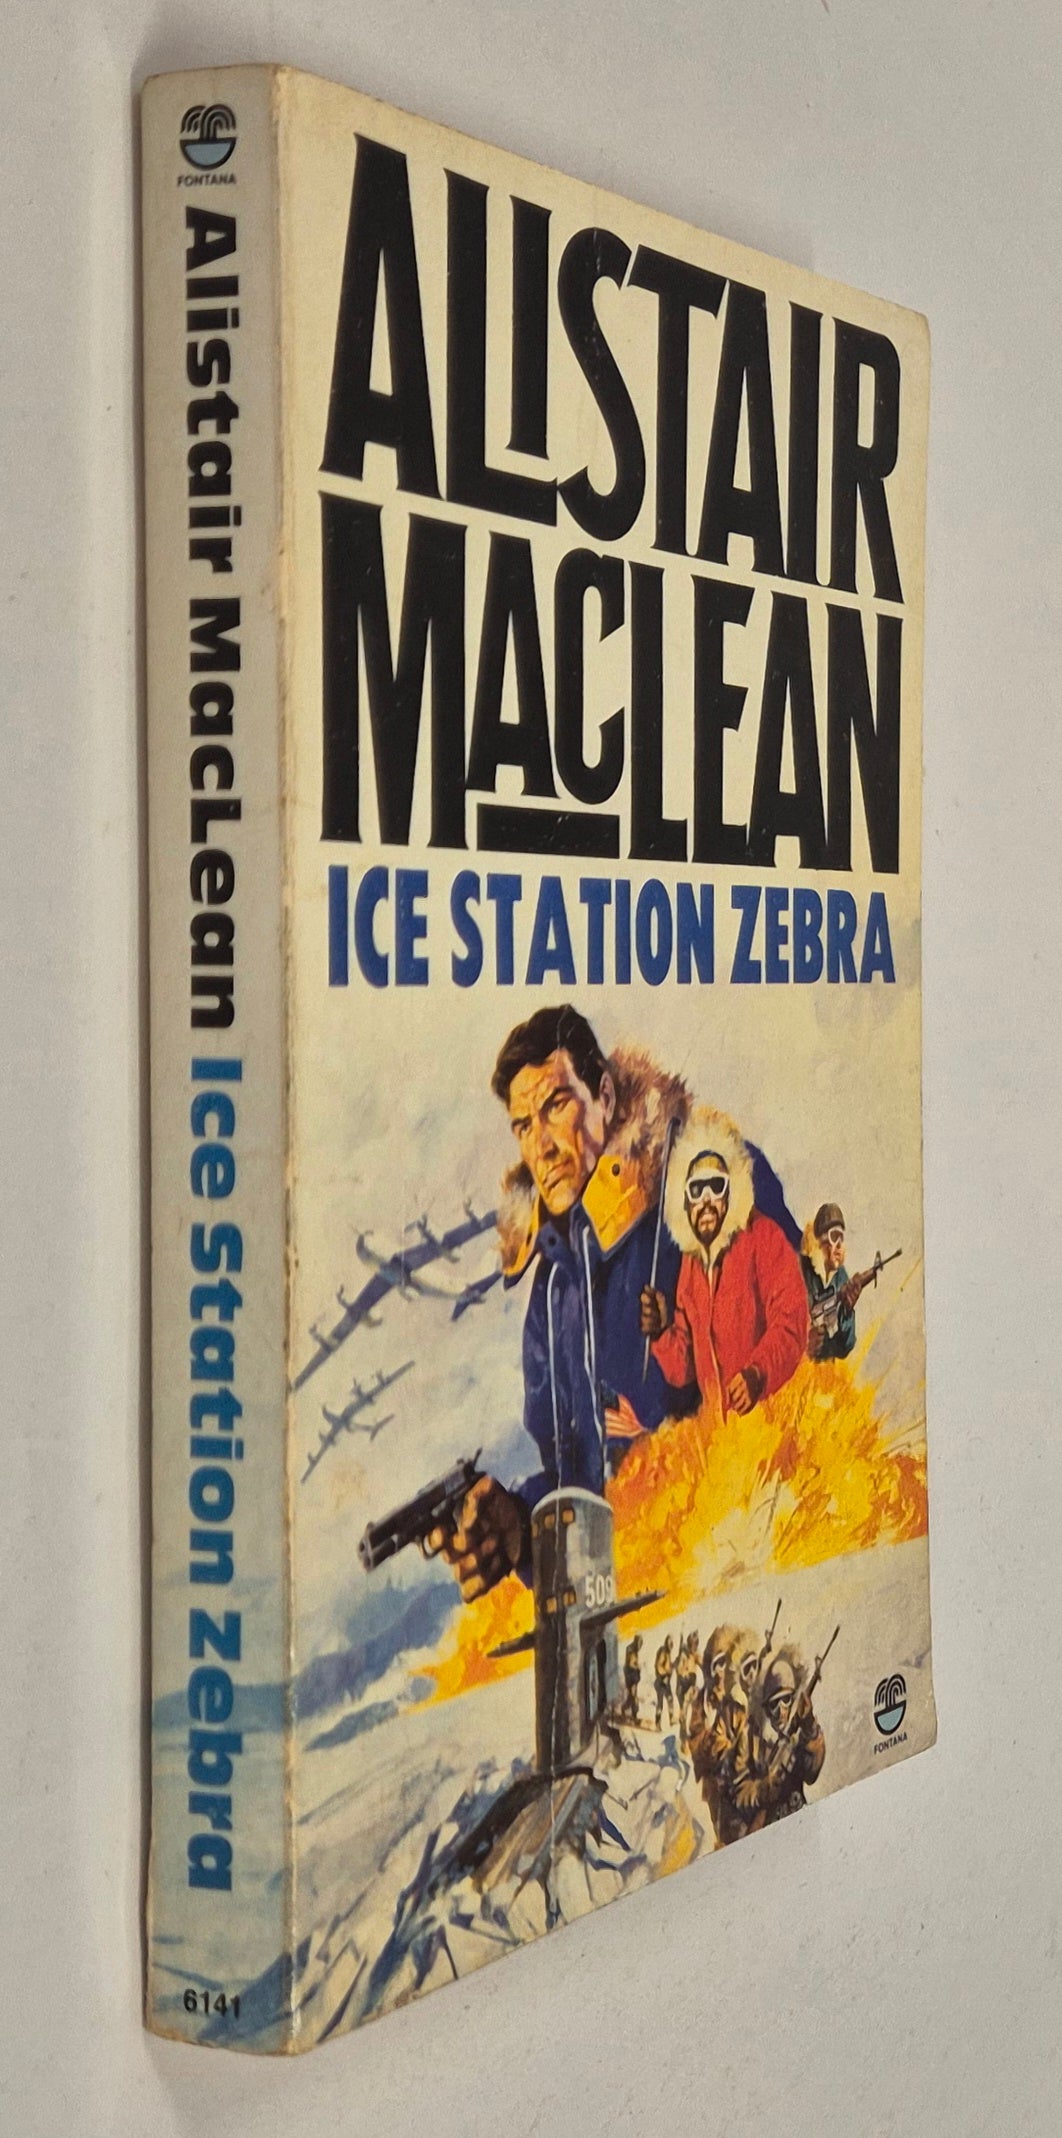 FONTANA
Alistair MacLean Ice Station Zebra
6141
ALISTAIR
MACLEAN
ICE STATION ZEBRA
509
FONTANA